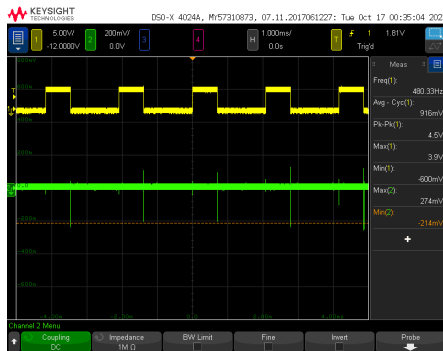 KEYSIGHT
TECHNOLOGIES
DSO-X 4024A, MY57310873, 07.11.2017061227: Tue Oct 17 00:35:04 202
1 5.00V/ 2 200mV/ 3 4 H 1.000ms/ T 1 1.81V
-12.0000V 0.0V 0.0s Trig'd
Meas
Freq(1):
480.33Hz
Avg - Cyc(1):
916mV
Pk-Pk(1):
4.5V
Max(1):
3.9V
Min(1):
-600mV
Max(2):
274mV
Min(2):
-214mV
+
Channel 2 Menu
Coupling Impedance BW Limit Fine Invert Probe
DC 1M Ω